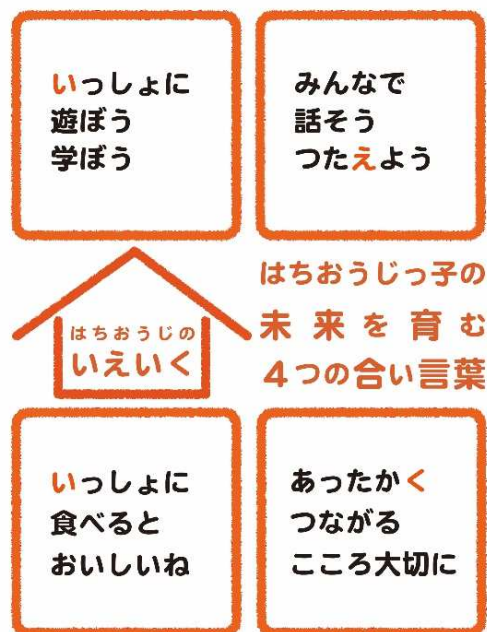 いっしょに
遊ぼう
学ぼう
みんなで
話そう
つたえよう
はちおうじの
いえいく
はちおうじっ子の
未来を育む
4つの合い言葉
いっしょに
食べると
おいしいね
あったかく
つながる
こころ大切に